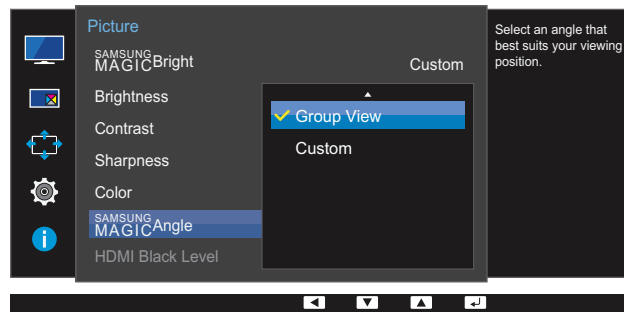 Picture
SAMSUNG
MAGICBright Custom
Brightness
Contrast
Sharpness
Color
SAMSUNG
MAGICAngle
HDMI Black Level
Group View
Custom
Select an angle that
best suits your viewing
position.